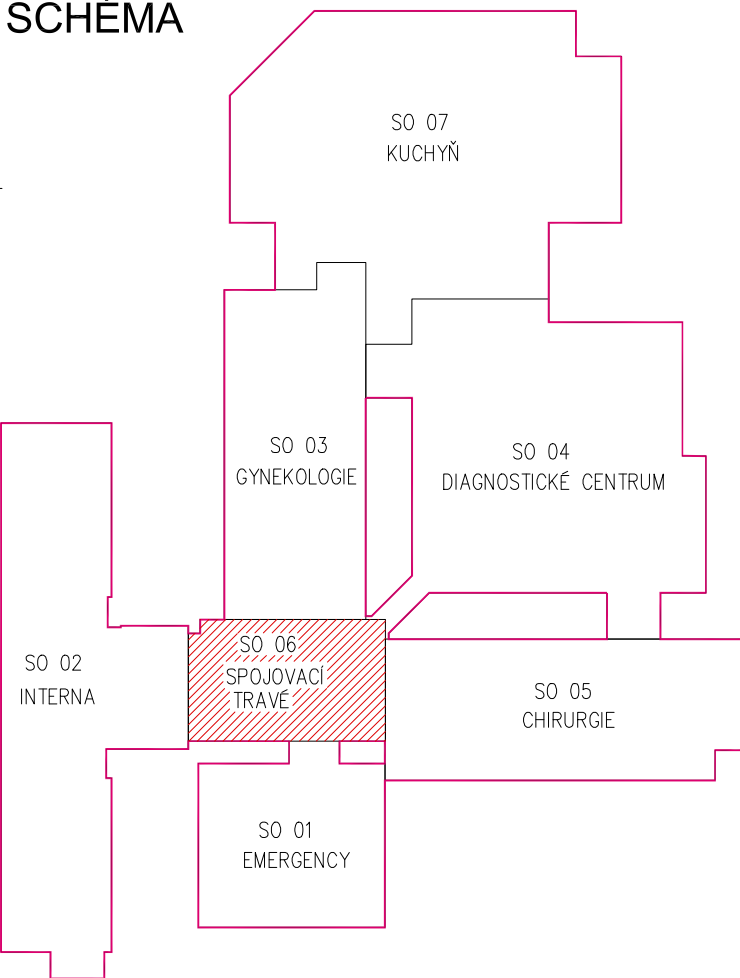 SCHÉMA
SO 07
KUCHYŇ
SO 03
GYNEKOLOGIE
SO 04
DIAGNOSTICKÉ CENTRUM
SO 06
SPOJOVACÍ
TRAVÉ
SO 02
INTERNA
SO 05
CHIRURGIE
SO 01
EMERGENCY